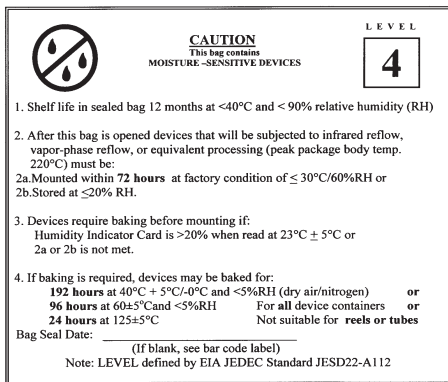 LEVEL
4
CAUTION
This bag contains
MOISTURE –SENSITIVE DEVICES
1. Shelf life in sealed bag 12 months at <40°C and < 90% relative humidity (RH)
2. After this bag is opened devices that will be subjected to infrared reflow,
vapor-phase reflow, or equivalent processing (peak package body temp.
220°C) must be:
2a.Mounted within 72 hours at factory condition of ≤ 30°C/60%RH or
2b.Stored at ≤20% RH.
3. Devices require baking before mounting if:
Humidity Indicator Card is >20% when read at 23°C ± 5°C or
2a or 2b is not met.
4. If baking is required, devices may be baked for:
192 hours at 40°C + 5°C/-0°C and <5%RH (dry air/nitrogen) or
96 hours at 60±5°Cand <5%RH For all device containers or
24 hours at 125±5°C Not suitable for reels or tubes
Bag Seal Date:
(If blank, see bar code label)
Note: LEVEL defined by EIA JEDEC Standard JESD22-A112